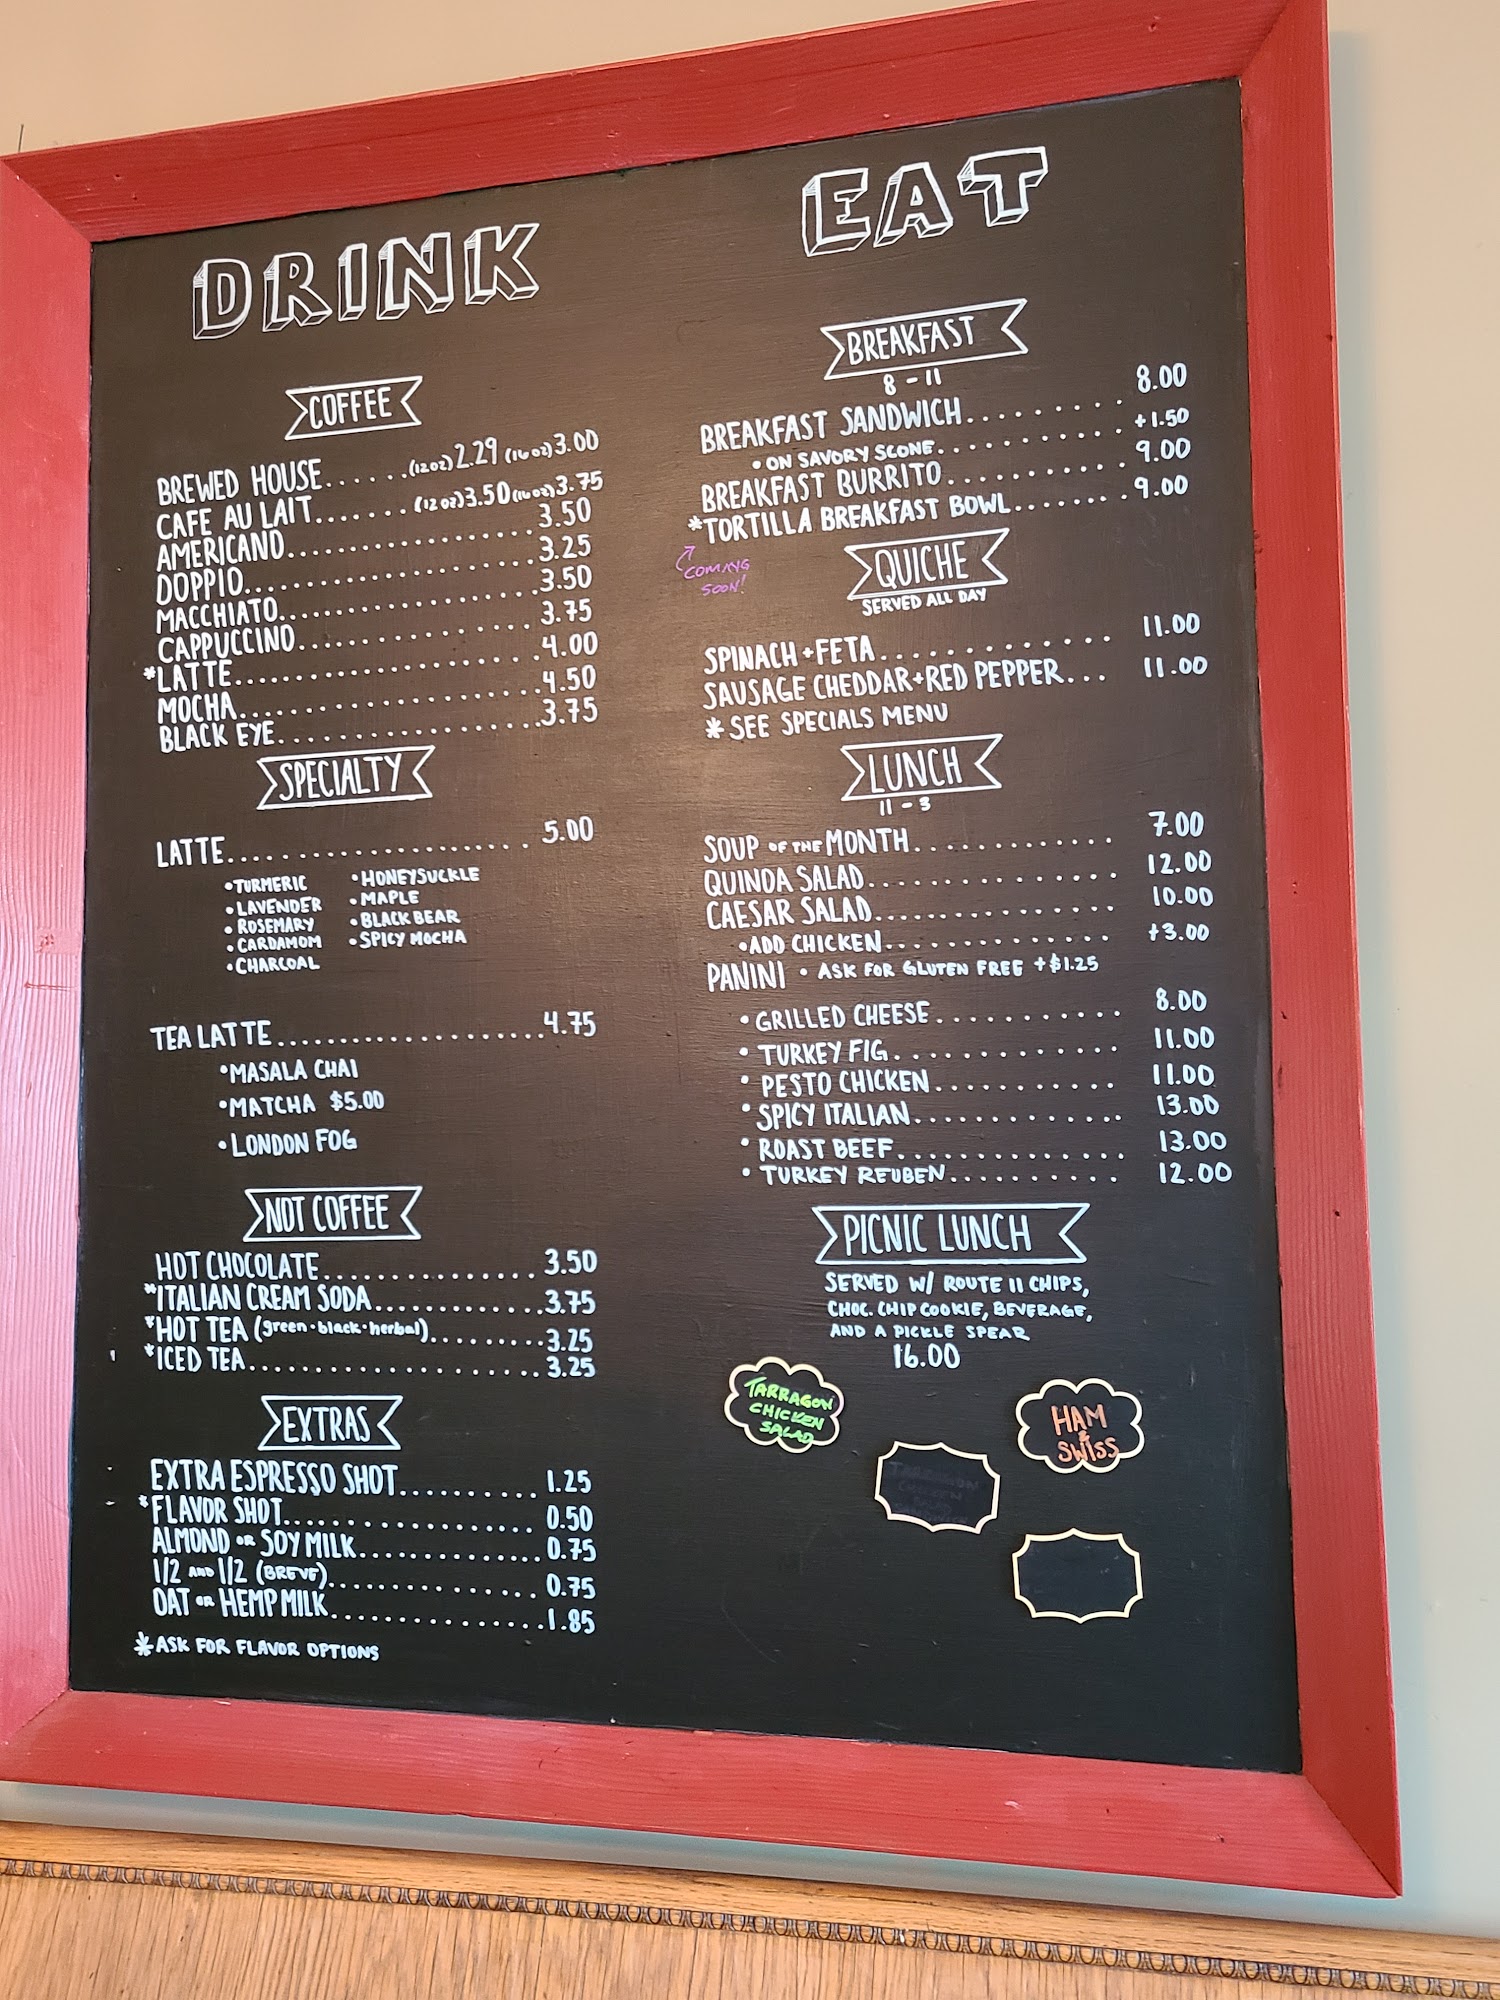 DRINK
COFFEE
BREWED HOUSE......(12oz)2.29 (16oz)3.00
CAFE AU LAIT.......(12oz)3.50(16oz)3.75
AMERICANO...................3.50
DOPPIO......................3.25
MACCHIATO...................3.50
CAPPUCCINO..................3.75
*LATTE.......................4.00
MOCHA.......................4.50
BLACK EYE...................3.75
SPECIALTY
LATTE.......................5.00
•TURMERIC
•LAVENDER
•ROSEMARY
•CARDAMOM
•CHARCOAL
•HONEYSUCKLE
•MAPLE
•BLACK BEAR
•SPICY MOCHA
TEA LATTE....................4.75
•MASALA CHAI
•MATCHA $5.00
•LONDON FOG
NOT COFFEE
HOT CHOCOLATE................3.50
*ITALIAN CREAM SODA.............3.75
*HOT TEA (green·black·herbal).........3.25
*ICED TEA......................3.25
EXTRAS
EXTRA ESPRESSO SHOT..........1.25
*FLAVOR SHOT...................0.50
ALMOND OR SOY MILK..............0.75
1/2 AND 1/2 (BREVE)................0.75
OAT OR HEMP MILK................1.85
*ASK FOR FLAVOR OPTIONS
EAT
BREAKFAST
8-11
BREAKFAST SANDWICH......... 8.00
•ON SAVORY SCONE........... +1.50
BREAKFAST BURRITO.......... 9.00
*TORTILLA BREAKFAST BOWL.......9.00
COMING
SOON!
QUICHE
SERVED ALL DAY
SPINACH+FETA............. 11.00
SAUSAGE CHEDDAR+RED PEPPER... 11.00
*SEE SPECIALS MENU
LUNCH
11-3
SOUP OF THE MONTH............. 7.00
QUINOA SALAD................ 12.00
CAESAR SALAD............... 10.00
•ADD CHICKEN............... +3.00
PANINI • ASK FOR GLUTEN FREE +$1.25
•GRILLED CHEESE........... 8.00
•TURKEY FIG............. 11.00
•PESTO CHICKEN........... 11.00
•SPICY ITALIAN............. 13.00
•ROAST BEEF.............. 13.00
•TURKEY REUBEN.......... 12.00
PICNIC LUNCH
SERVED W/ ROUTE 11 CHIPS,
CHOC. CHIP COOKIE, BEVERAGE,
AND A PICKLE SPEAR
16.00
TARRAGON
CHICKEN
SALAD
HAM
&
SWISS
TARRAGON
CHICKEN